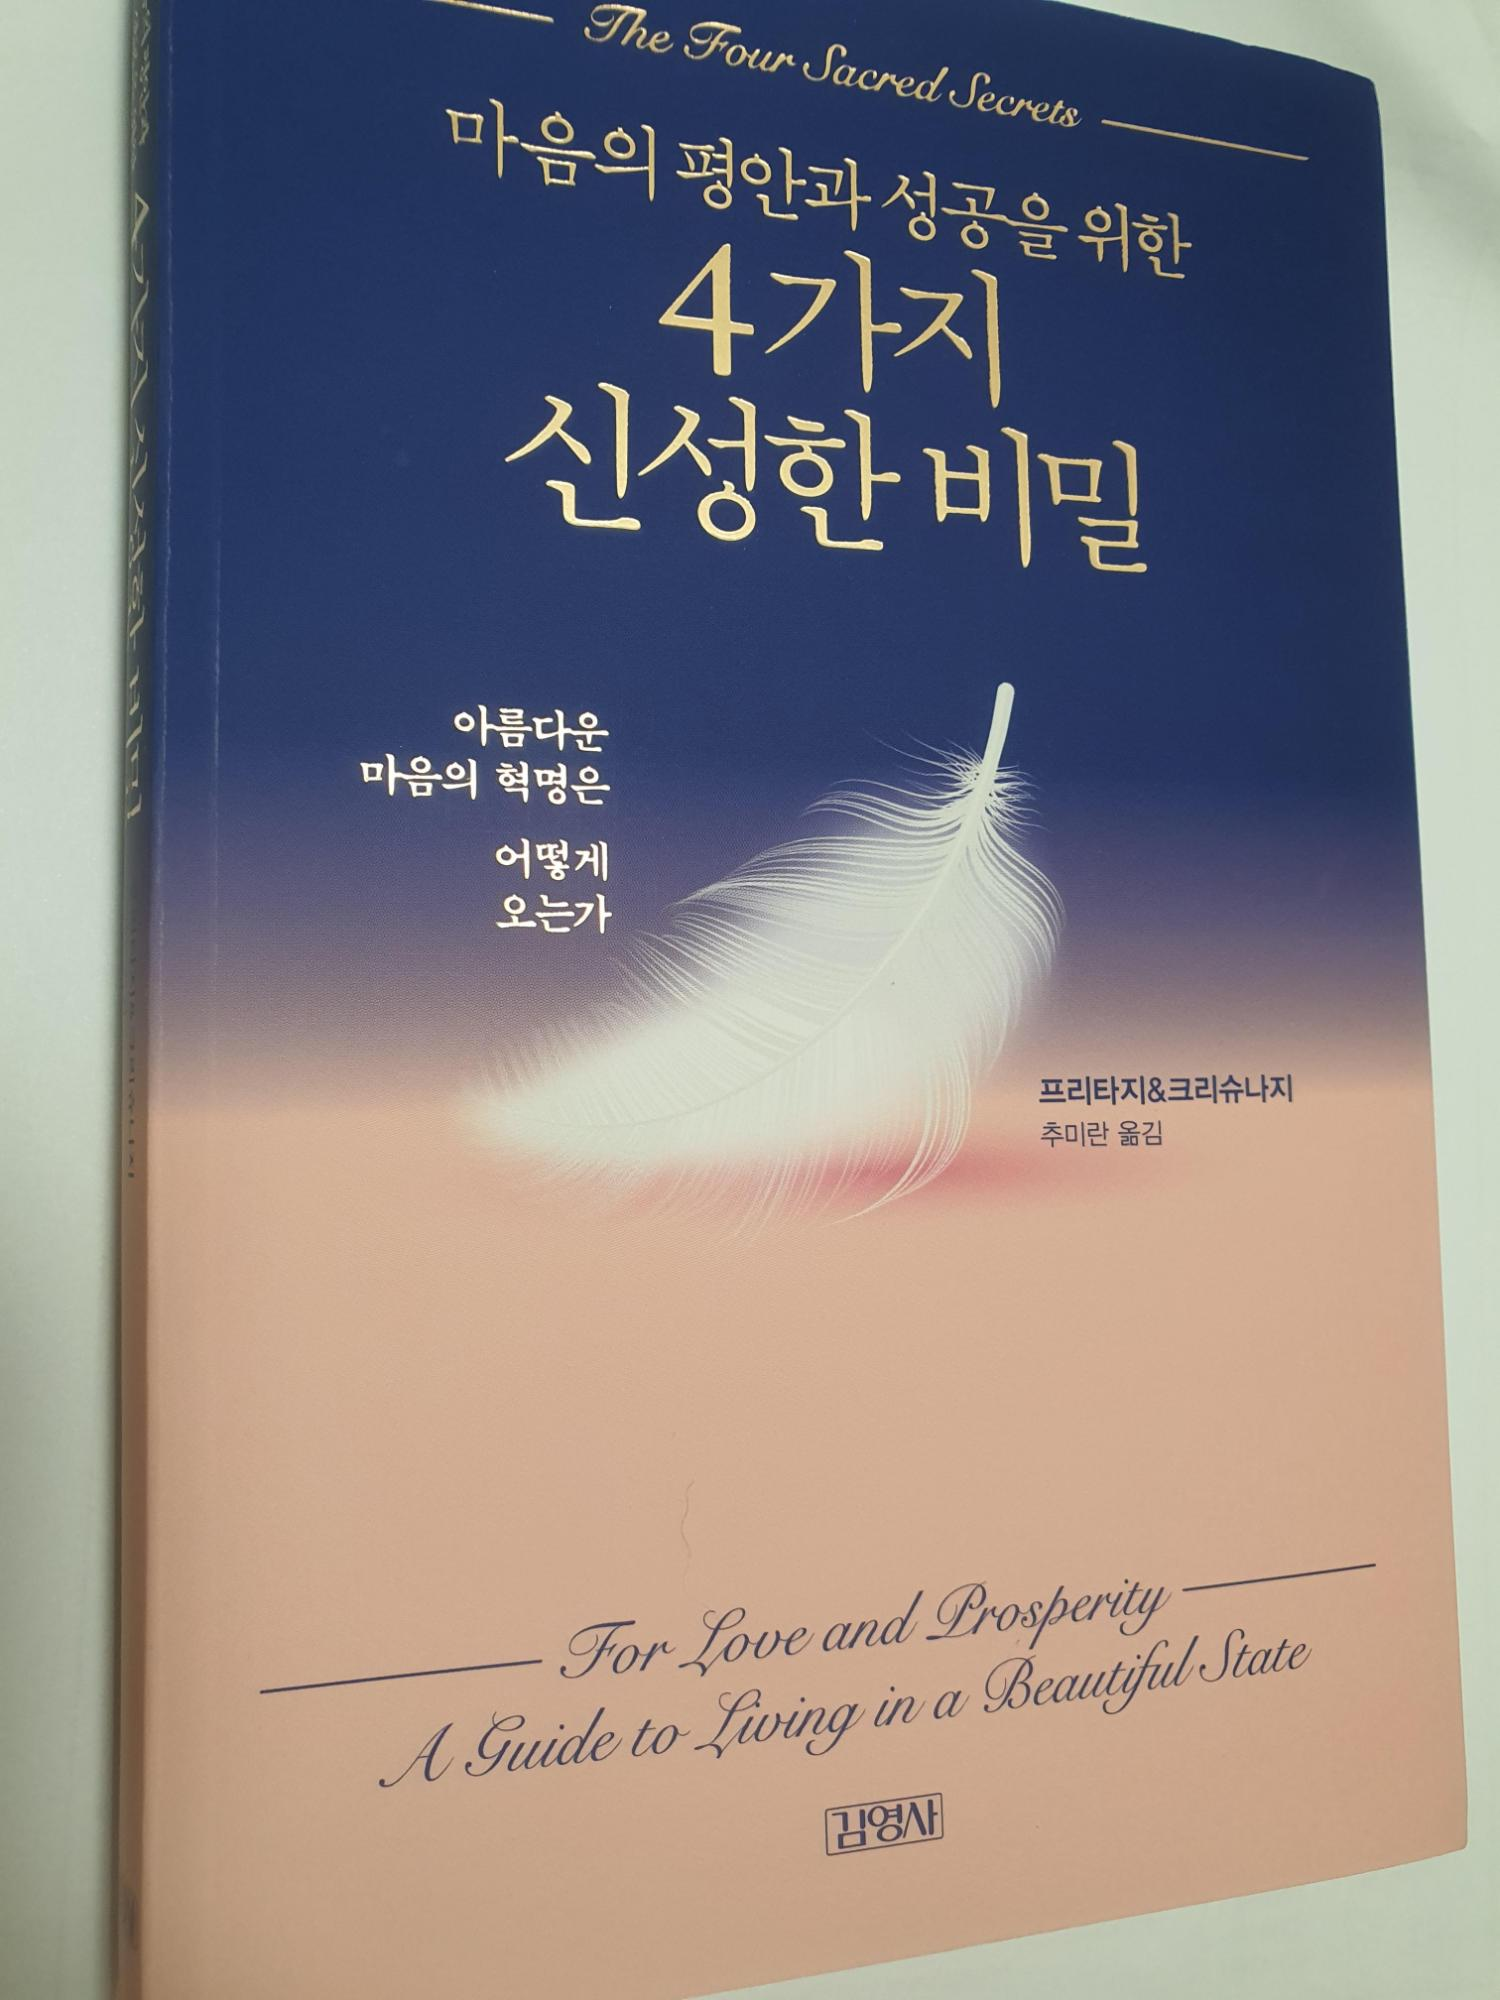 The Four Sacred Secrets
마음의 평안과 성공을 위한
4가지
신성한 비밀
아름다운
마음의 혁명은
어떻게
오는가
프리타지&크리슈나지
추미란 옮김
For Love and Prosperity
A Guide to Living in a Beautiful State
김영사